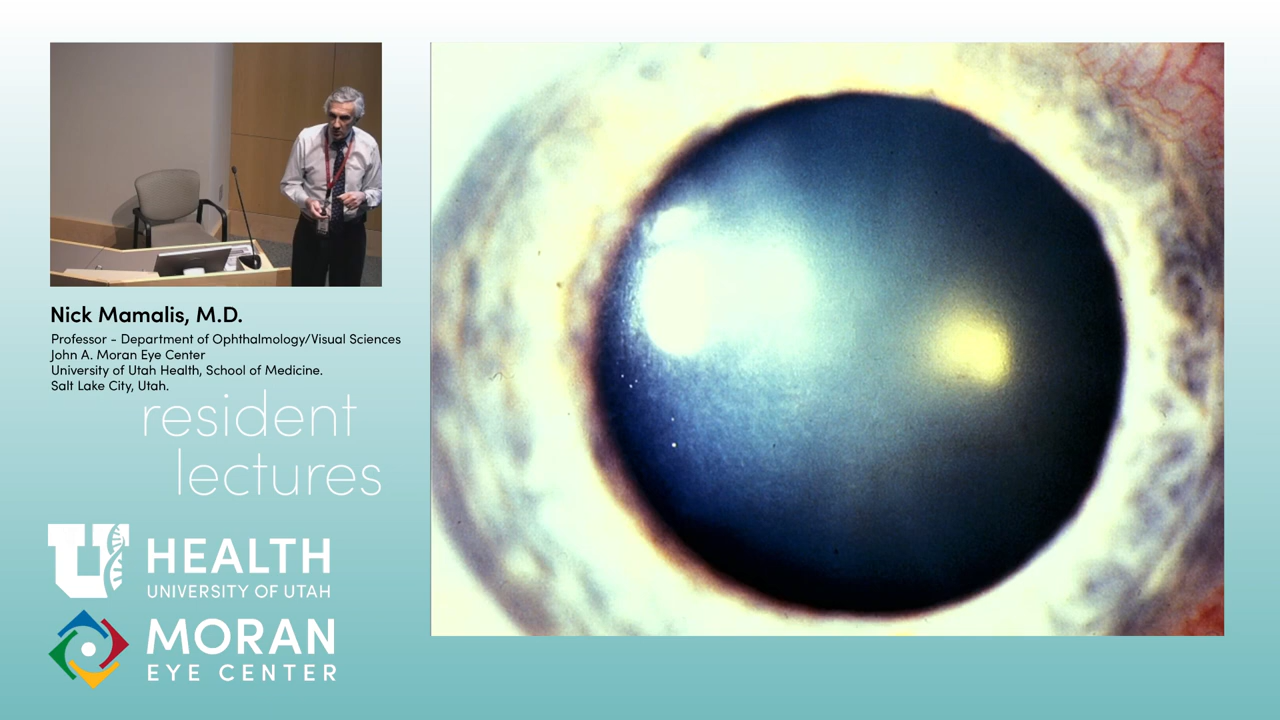 Nick Mamalis, M.D.
Professor - Department of Ophthalmology/Visual Sciences
John A. Moran Eye Center
University of Utah Health, School of Medicine.
Salt Lake City, Utah.
resident
lectures
U HEALTH
UNIVERSITY OF UTAH
MORAN
EYE CENTER